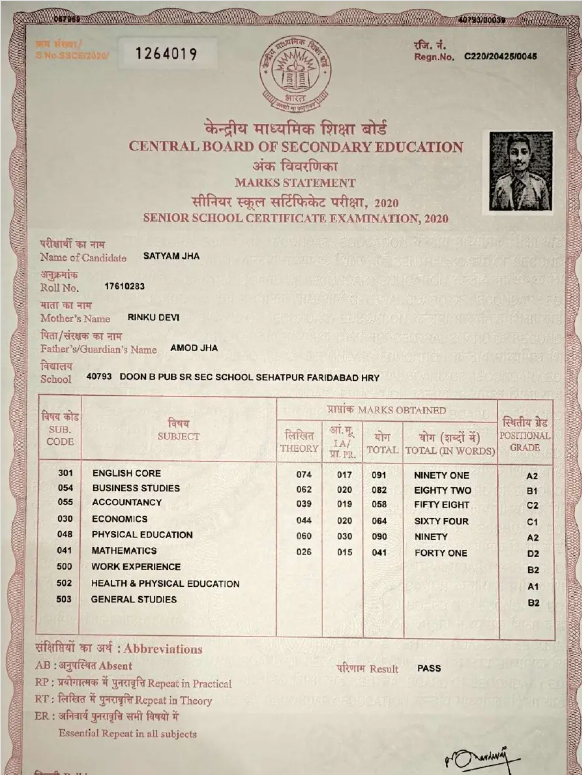 067969 40793/00039
क्रम संख्या/
S.No.SSCE/2020/ 1264019
रजि. नं.
Regn.No. C220/20425/0045
केन्द्रीय माध्यमिक शिक्षा बोर्ड
भारत
केन्द्रीय माध्यमिक शिक्षा बोर्ड
CENTRAL BOARD OF SECONDARY EDUCATION
अंक विवरणिका
MARKS STATEMENT
सीनियर स्कूल सर्टिफिकेट परीक्षा, 2020
SENIOR SCHOOL CERTIFICATE EXAMINATION, 2020
परीक्षार्थी का नाम
Name of Candidate SATYAM JHA
अनुक्रमांक
Roll No. 17610283
माता का नाम
Mother's Name RINKU DEVI
पिता/संरक्षक का नाम
Father's/Guardian's Name AMOD JHA
विद्यालय
School 40793 DOON B PUB SR SEC SCHOOL SEHATPUR FARIDABAD HRY
विषय कोड SUB. CODE
विषय SUBJECT
प्राप्तांक MARKS OBTAINED
लिखित THEORY
आं.मू. IA/ प्रा. PR.
योग TOTAL
योग (शब्दों में) TOTAL (IN WORDS)
स्थितीय ग्रेड POSITIONAL GRADE
301 ENGLISH CORE 074 017 091 NINETY ONE A2
054 BUSINESS STUDIES 062 020 082 EIGHTY TWO B1
055 ACCOUNTANCY 039 019 058 FIFTY EIGHT C2
030 ECONOMICS 044 020 064 SIXTY FOUR C1
048 PHYSICAL EDUCATION 060 030 090 NINETY A2
041 MATHEMATICS 026 015 041 FORTY ONE D2
500 WORK EXPERIENCE B2
502 HEALTH & PHYSICAL EDUCATION A1
503 GENERAL STUDIES B2
संक्षिप्तियों का अर्थ : Abbreviations
AB : अनुपस्थित Absent परिणाम Result PASS
RP : प्रयोगात्मक में पुनरावृत्ति Repeat in Practical
RT : लिखित में पुनरावृत्ति Repeat in Theory
ER : अनिवार्य पुनरावृत्ति सभी विषयों में
Essential Repeat in all subjects